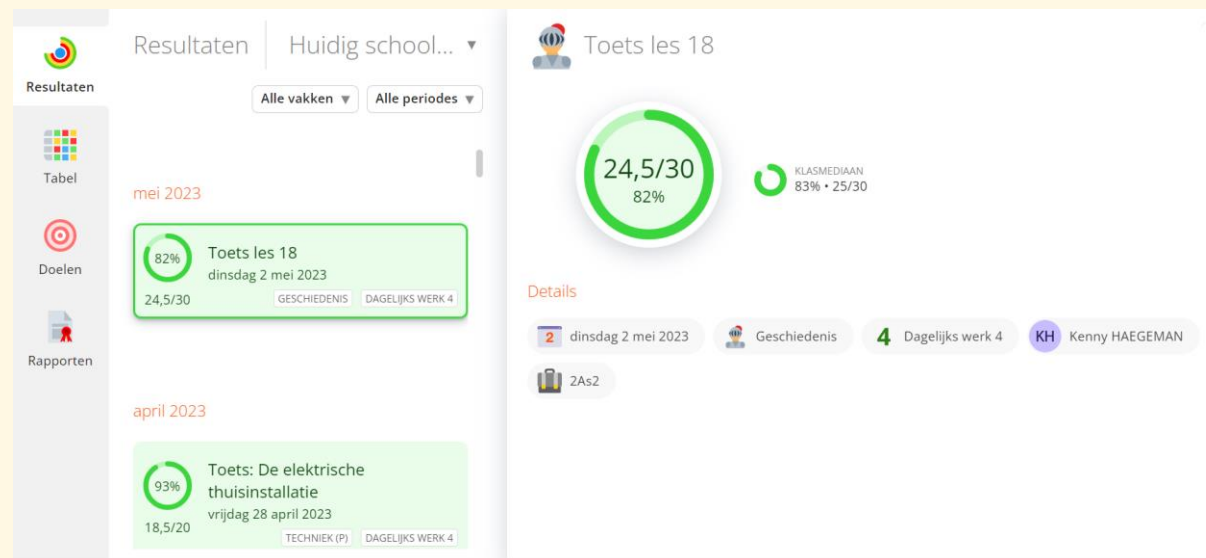 Resultaten
Tabel
Doelen
Rapporten
Resultaten
Huidig school...
Alle vakken
Alle periodes
mei 2023
82%
24,5/30
Toets les 18
dinsdag 2 mei 2023
GESCHIEDENIS DAGELIJKS WERK 4
april 2023
93%
18,5/20
Toets: De elektrische
thuisinstallatie
vrijdag 28 april 2023
TECHNIEK (P) DAGELIJKS WERK 4
Toets les 18
24,5/30
82%
KLASMEDIAAN
83% • 25/30
Details
2 dinsdag 2 mei 2023
Geschiedenis
4 Dagelijks werk 4
KH Kenny HAEGEMAN
2As2